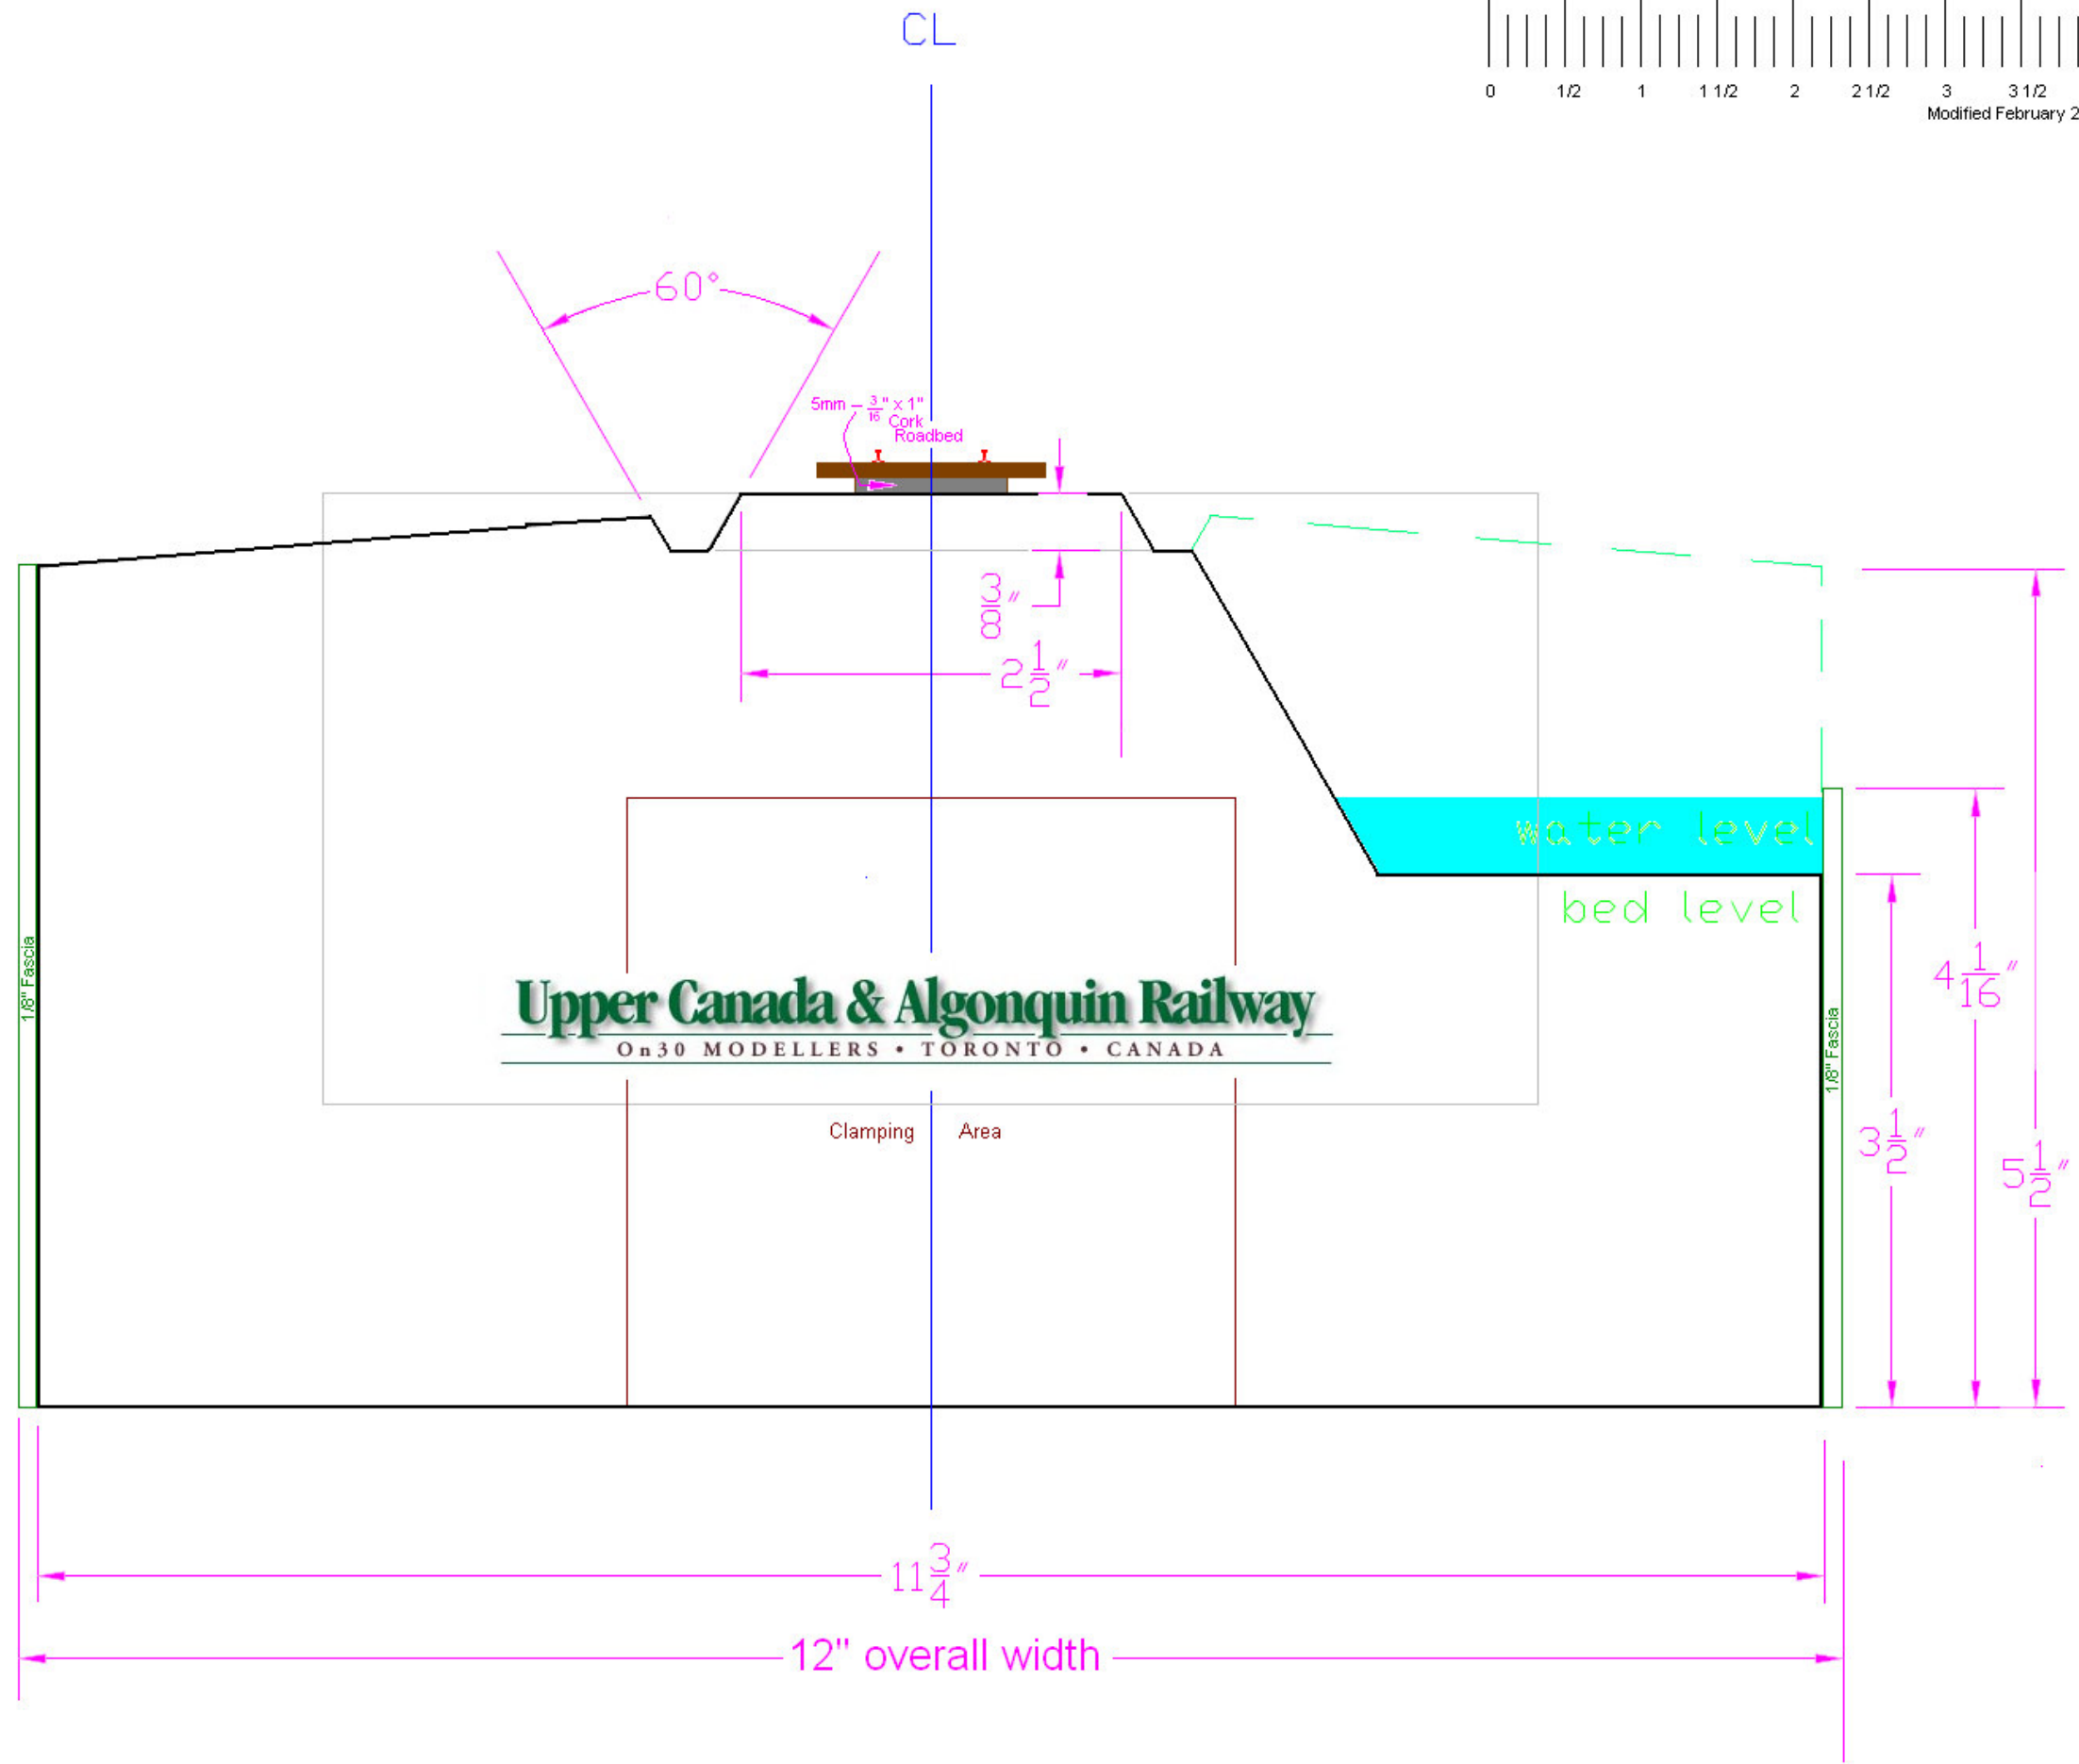 CL
0 1/2 1 1 1/2 2 2 1/2 3 3 1/2
Modified February 2
60°
5mm – 3/16" x 1"
Cork
Roadbed
3/8"
2 1/2"
water level
bed level
1/8" Fascia
4 1/16"
1/8" Fascia
Upper Canada & Algonquin Railway
On30 MODELLERS • TORONTO • CANADA
Clamping Area
3 1/2"
5 1/2"
11 3/4"
12" overall width